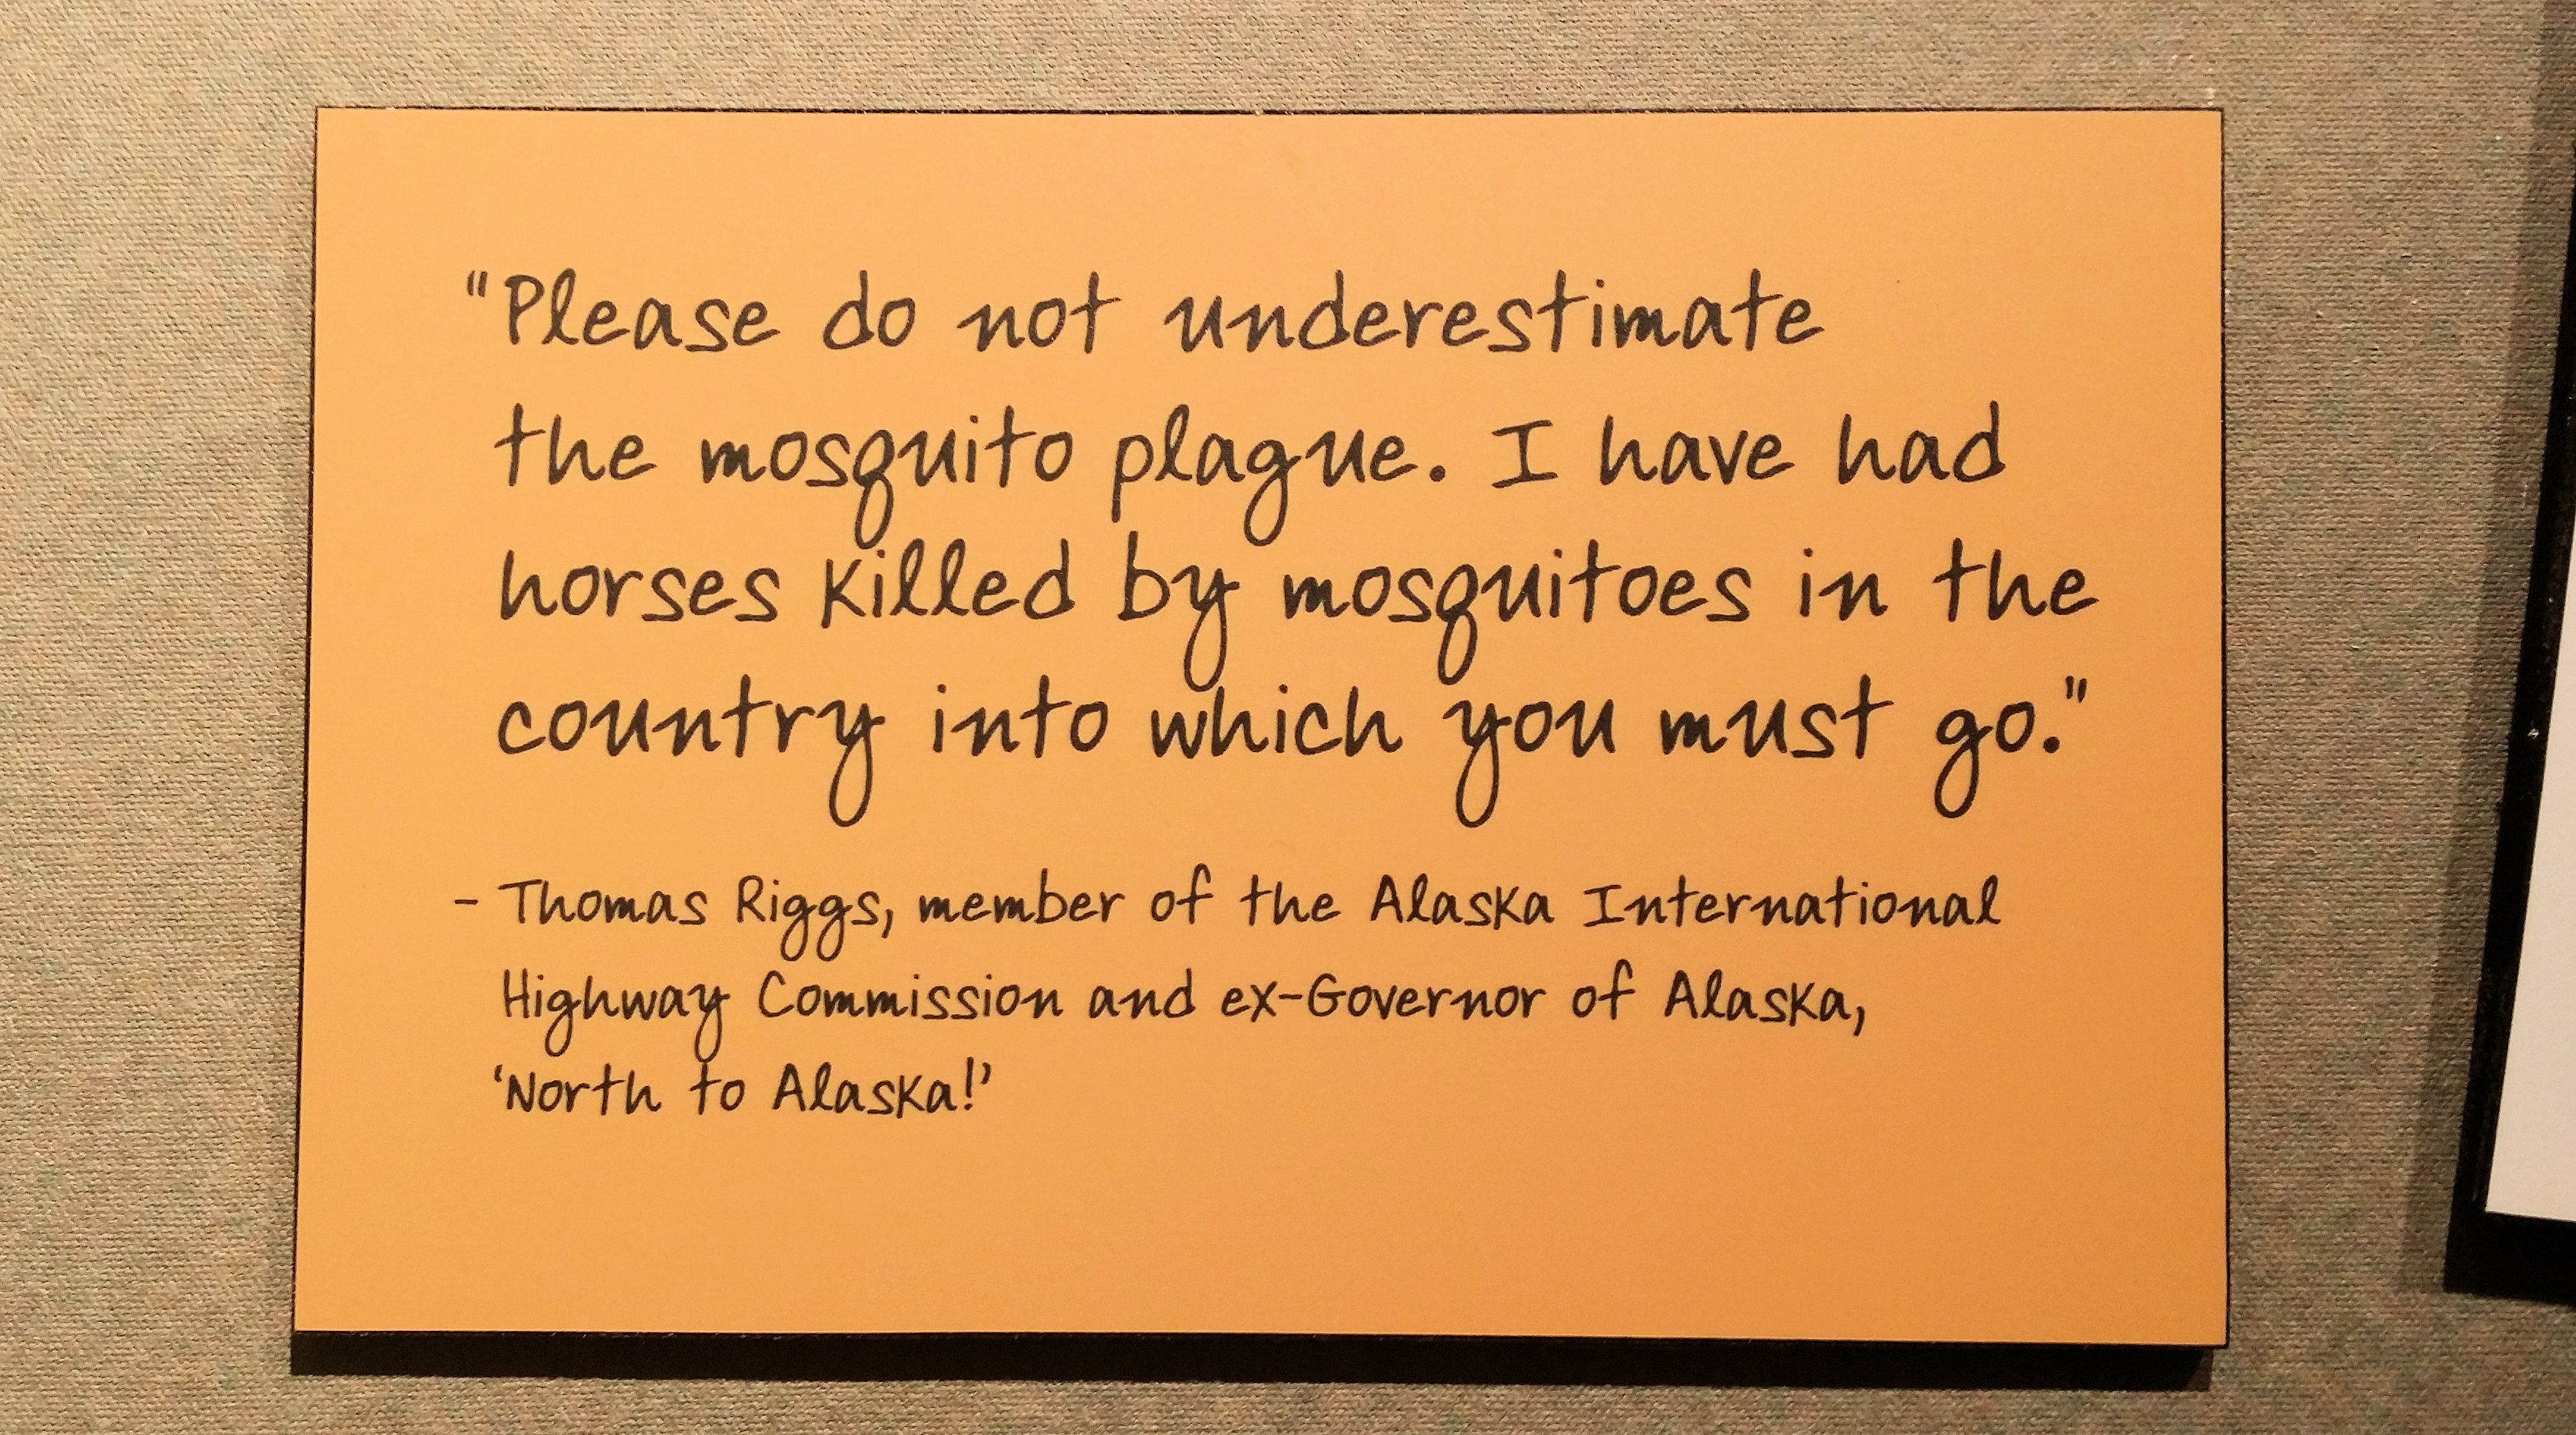 "Please do not underestimate
the mosquito plague. I have had
horses killed by mosquitoes in the
country into which you must go."
- Thomas Riggs, member of the Alaska International
Highway Commission and ex-Governor of Alaska,
'North to Alaska!'